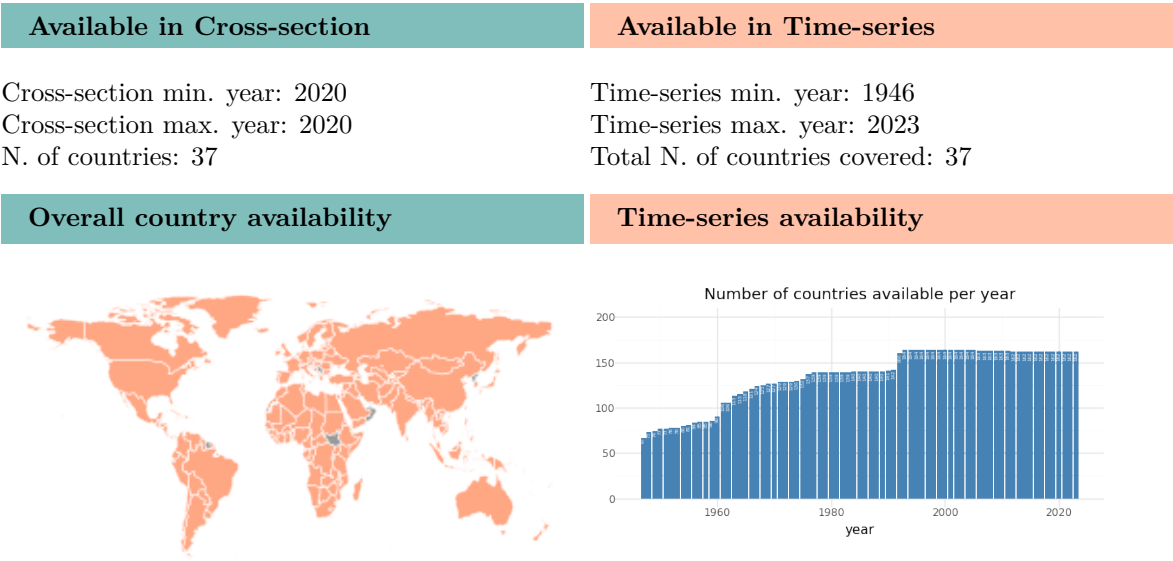 Available in Cross-section
Cross-section min. year: 2020
Cross-section max. year: 2020
N. of countries: 37
Available in Time-series
Time-series min. year: 1946
Time-series max. year: 2023
Total N. of countries covered: 37
Overall country availability
Time-series availability
Number of countries available per year
200
150
100
50
0
1960
1980
2000
2020
year